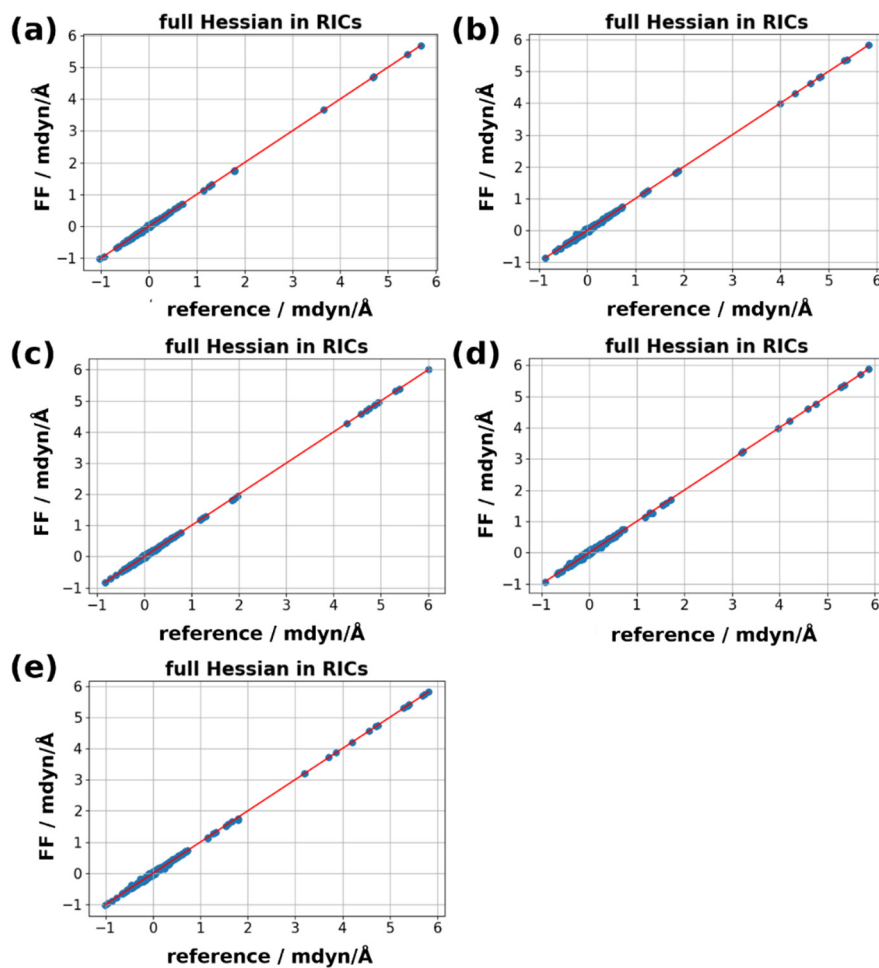 (a)
full Hessian in RICs
FF / mdyn/Å
6
5
4
3
2
1
0
−1
−1 0 1 2 3 4 5 6
reference / mdyn/Å
(b)
full Hessian in RICs
FF / mdyn/Å
6
5
4
3
2
1
0
−1
−1 0 1 2 3 4 5 6
reference / mdyn/Å
(c)
full Hessian in RICs
FF / mdyn/Å
6
5
4
3
2
1
0
−1
−1 0 1 2 3 4 5 6
reference / mdyn/Å
(d)
full Hessian in RICs
FF / mdyn/Å
6
5
4
3
2
1
0
−1
−1 0 1 2 3 4 5 6
reference / mdyn/Å
(e)
full Hessian in RICs
FF / mdyn/Å
6
5
4
3
2
1
0
−1
−1 0 1 2 3 4 5 6
reference / mdyn/Å